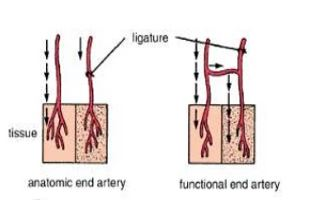 ligature
tissue
anatomic end artery
functional end artery